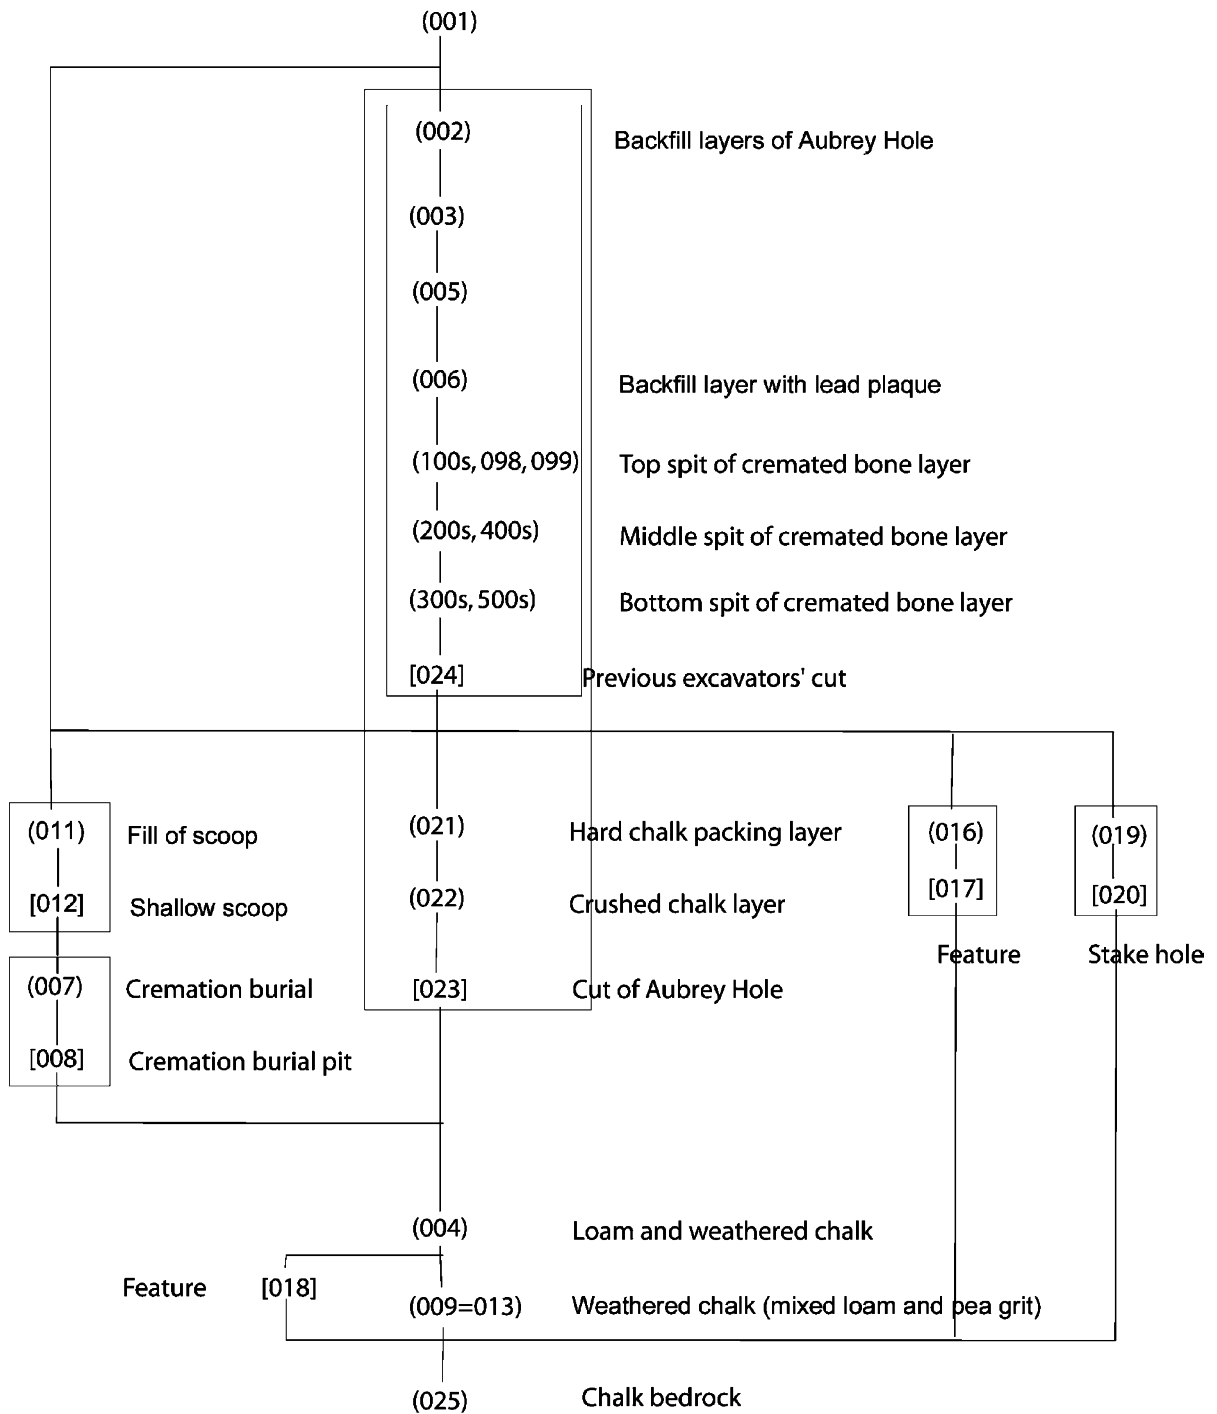 (001)
(002) Backfill layers of Aubrey Hole
(003)
(005)
(006) Backfill layer with lead plaque
(100s, 098, 099) Top spit of cremated bone layer
(200s, 400s) Middle spit of cremated bone layer
(300s, 500s) Bottom spit of cremated bone layer
[024] Previous excavators' cut
(011) Fill of scoop (021) Hard chalk packing layer (016) (019)
[012] Shallow scoop (022) Crushed chalk layer [017] [020]
Feature Stake hole
(007) Cremation burial [023] Cut of Aubrey Hole
[008] Cremation burial pit
(004) Loam and weathered chalk
Feature [018]
(009=013) Weathered chalk (mixed loam and pea grit)
(025) Chalk bedrock